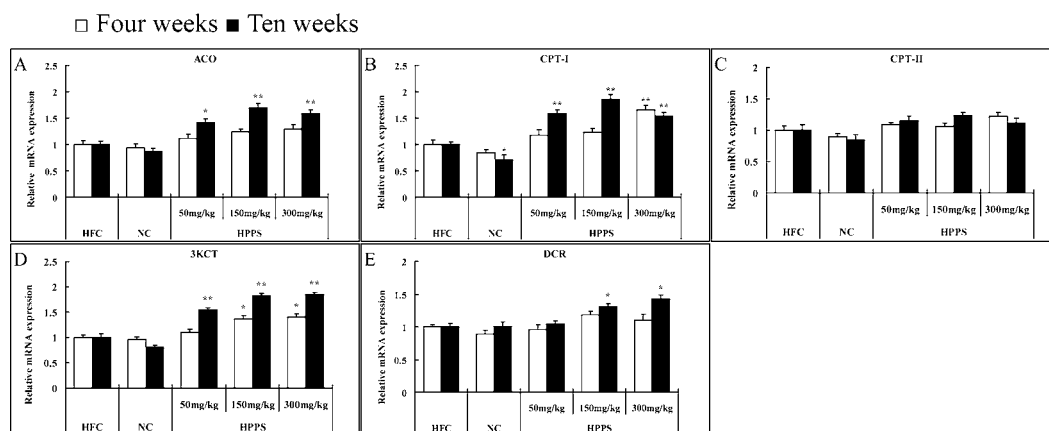 □ Four weeks ■ Ten weeks
A
ACO
Relative mRNA expression
2.5
2
1.5
1
0.5
0
*
**
**
50mg/kg 150mg/kg 300mg/kg
HFC NC HPPS
B
CPT-I
Relative mRNA expression
2.5
2
1.5
1
0.5
0
*
**
**
** **
50mg/kg 150mg/kg 300mg/kg
HFC NC HPPS
C
CPT-II
Relative mRNA expression
2
1.5
1
0.5
0
50mg/kg 150mg/kg 300mg/kg
HFC NC HPPS
D
3KCT
Relative mRNA expression
2.5
2
1.5
1
0.5
0
**
* **
* **
50mg/kg 150mg/kg 300mg/kg
HFC NC HPPS
E
DCR
Relative mRNA expression
2
1.5
1
0.5
0
*
*
50mg/kg 150mg/kg 300mg/kg
HFC NC HPPS